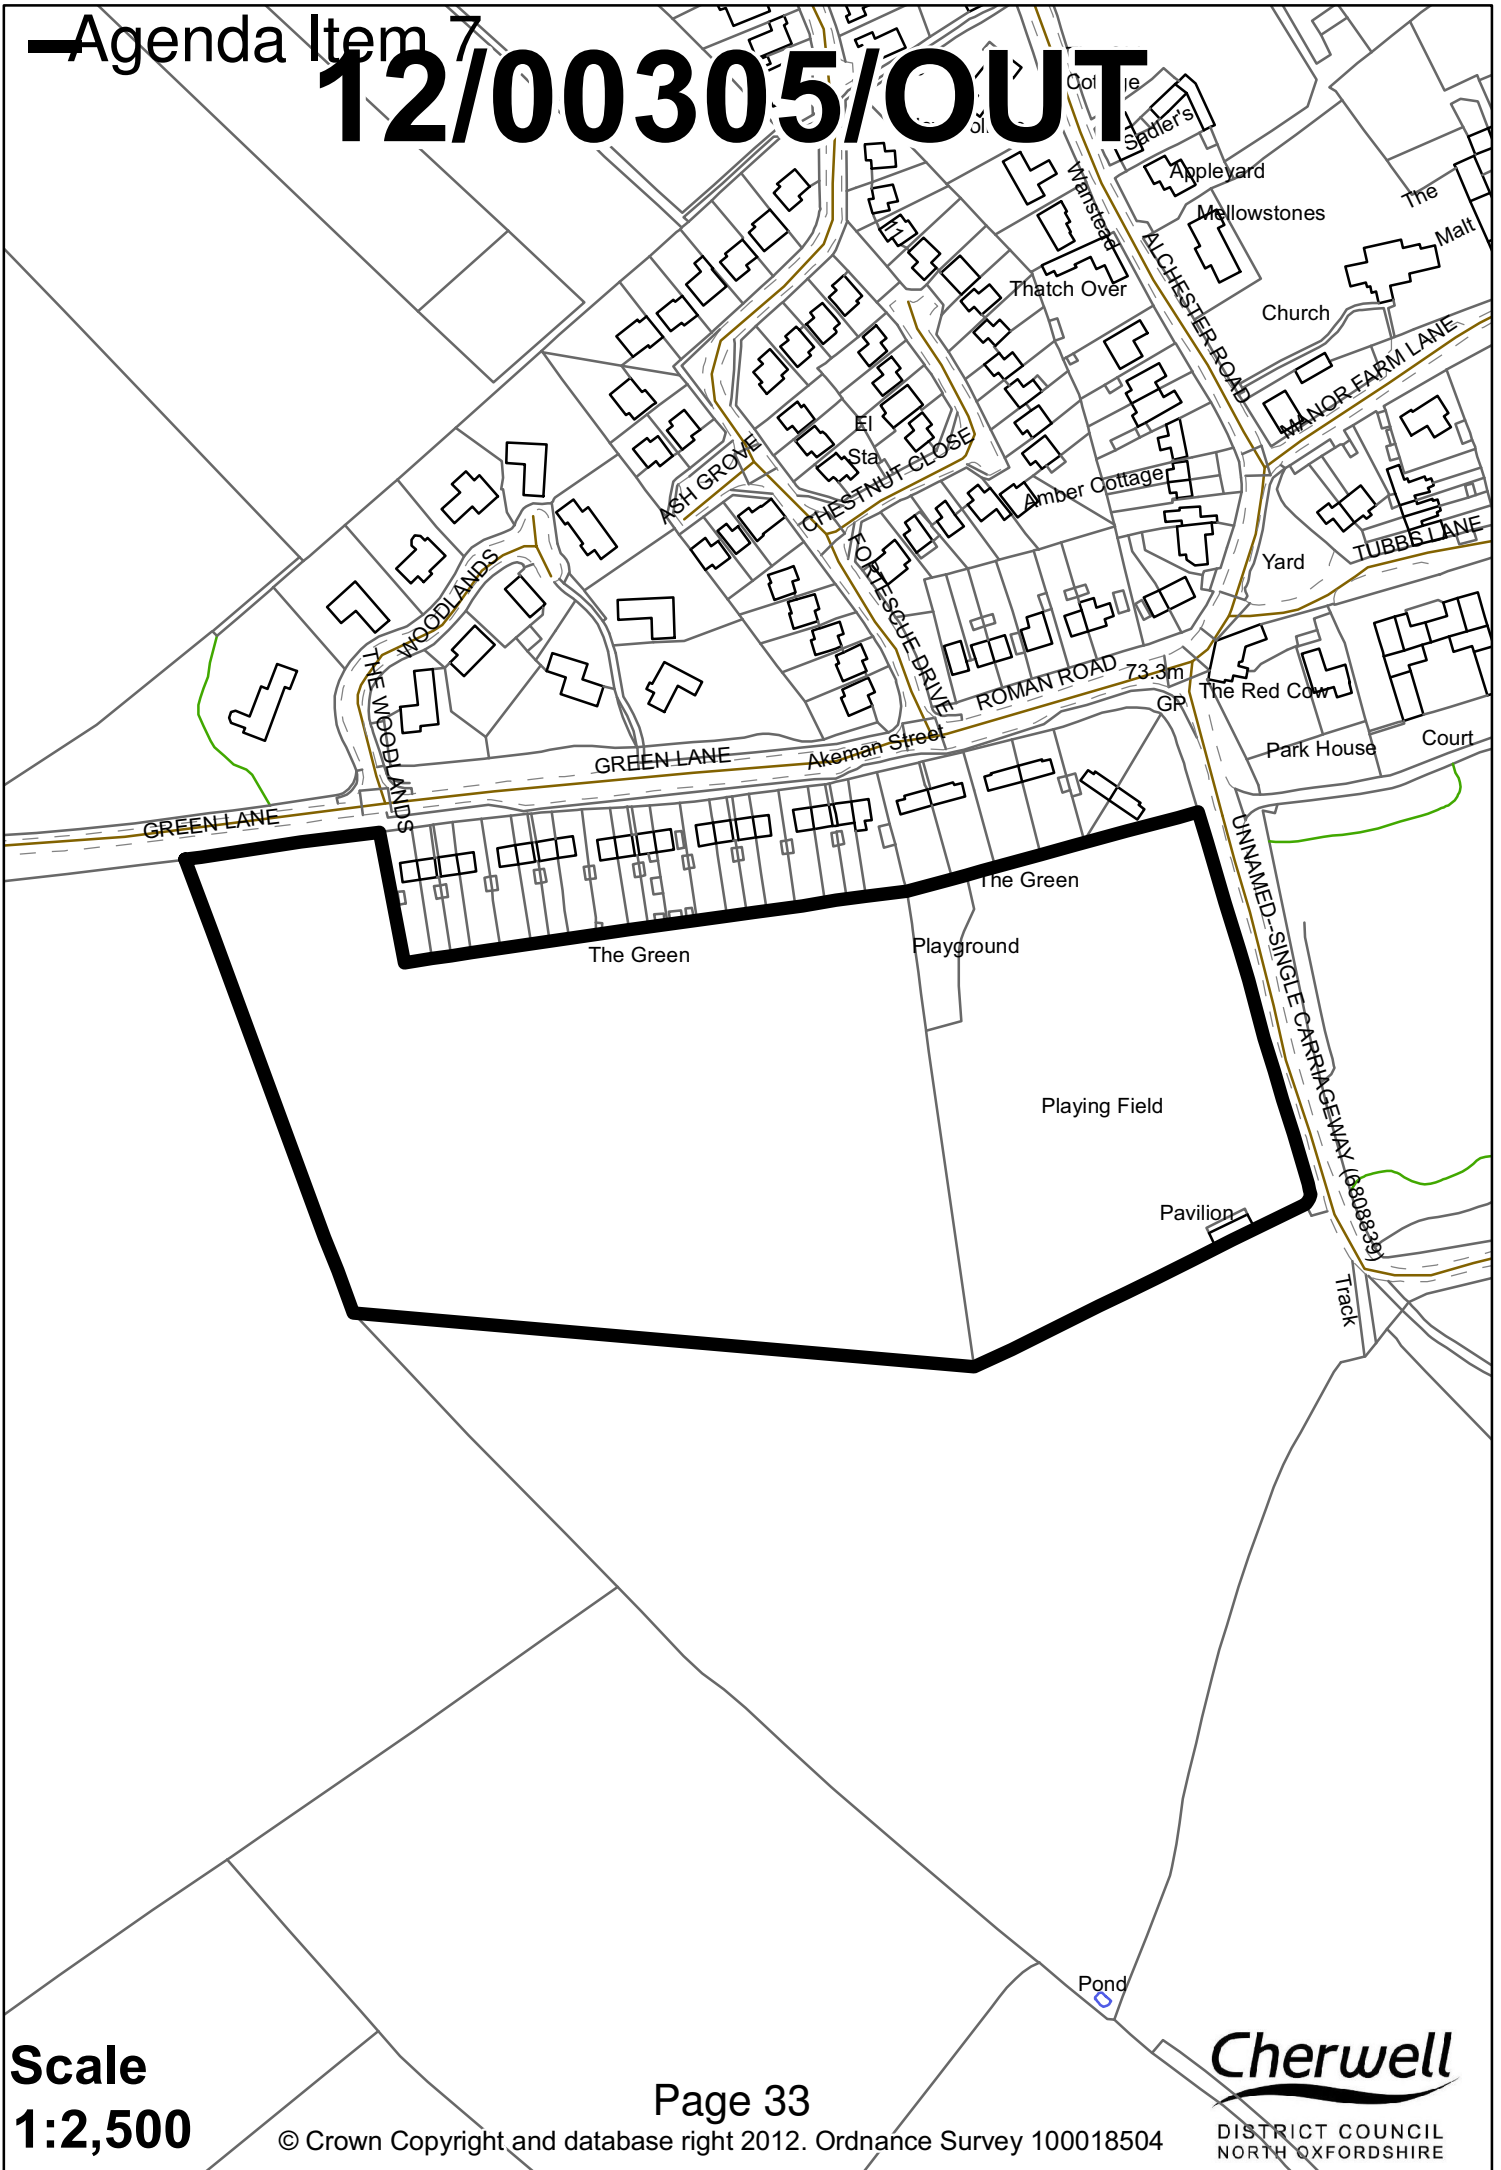 Agenda Item 7
12/00305/OUT
Sadler's
Appleyard
Mellowstones
The
Malt
Wanstead
11
Thatch Over
ALCHESTER ROAD
Church
MANOR FARM LANE
El
Sta
ASH GROVE
CHESTNUT CLOSE
Amber Cottage
TUBBS LANE
Yard
WOODLANDS
FORTESCUE DRIVE
THE WOODLANDS
ROMAN ROAD
73.3m
The Red Cow
GP
GREEN LANE
Akeman Street
Park House
Court
GREEN LANE
The Green
The Green
Playground
UNNAMED--SINGLE CARRIAGEWAY (6808839)
Playing Field
Pavilion
Track
Pond
Scale
1:2,500
Page 33
© Crown Copyright and database right 2012. Ordnance Survey 100018504
Cherwell
DISTRICT COUNCIL
NORTH OXFORDSHIRE